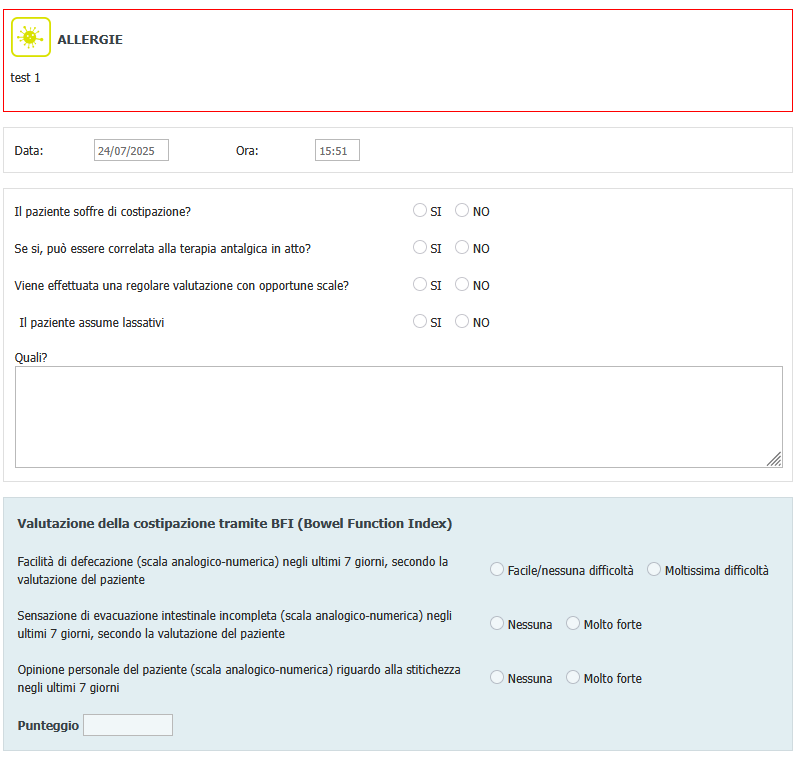 ALLERGIE
test 1
Data: 24/07/2025 Ora: 15:51
Il paziente soffre di costipazione? SI NO
Se si, può essere correlata alla terapia antalgica in atto? SI NO
Viene effettuata una regolare valutazione con opportune scale? SI NO
Il paziente assume lassativi SI NO
Quali?
Valutazione della costipazione tramite BFI (Bowel Function Index)
Facilità di defecazione (scala analogico-numerica) negli ultimi 7 giorni, secondo la
valutazione del paziente
Facile/nessuna difficoltà Moltissima difficoltà
Sensazione di evacuazione intestinale incompleta (scala analogico-numerica) negli
ultimi 7 giorni, secondo la valutazione del paziente
Nessuna Molto forte
Opinione personale del paziente (scala analogico-numerica) riguardo alla stitichezza
negli ultimi 7 giorni
Nessuna Molto forte
Punteggio